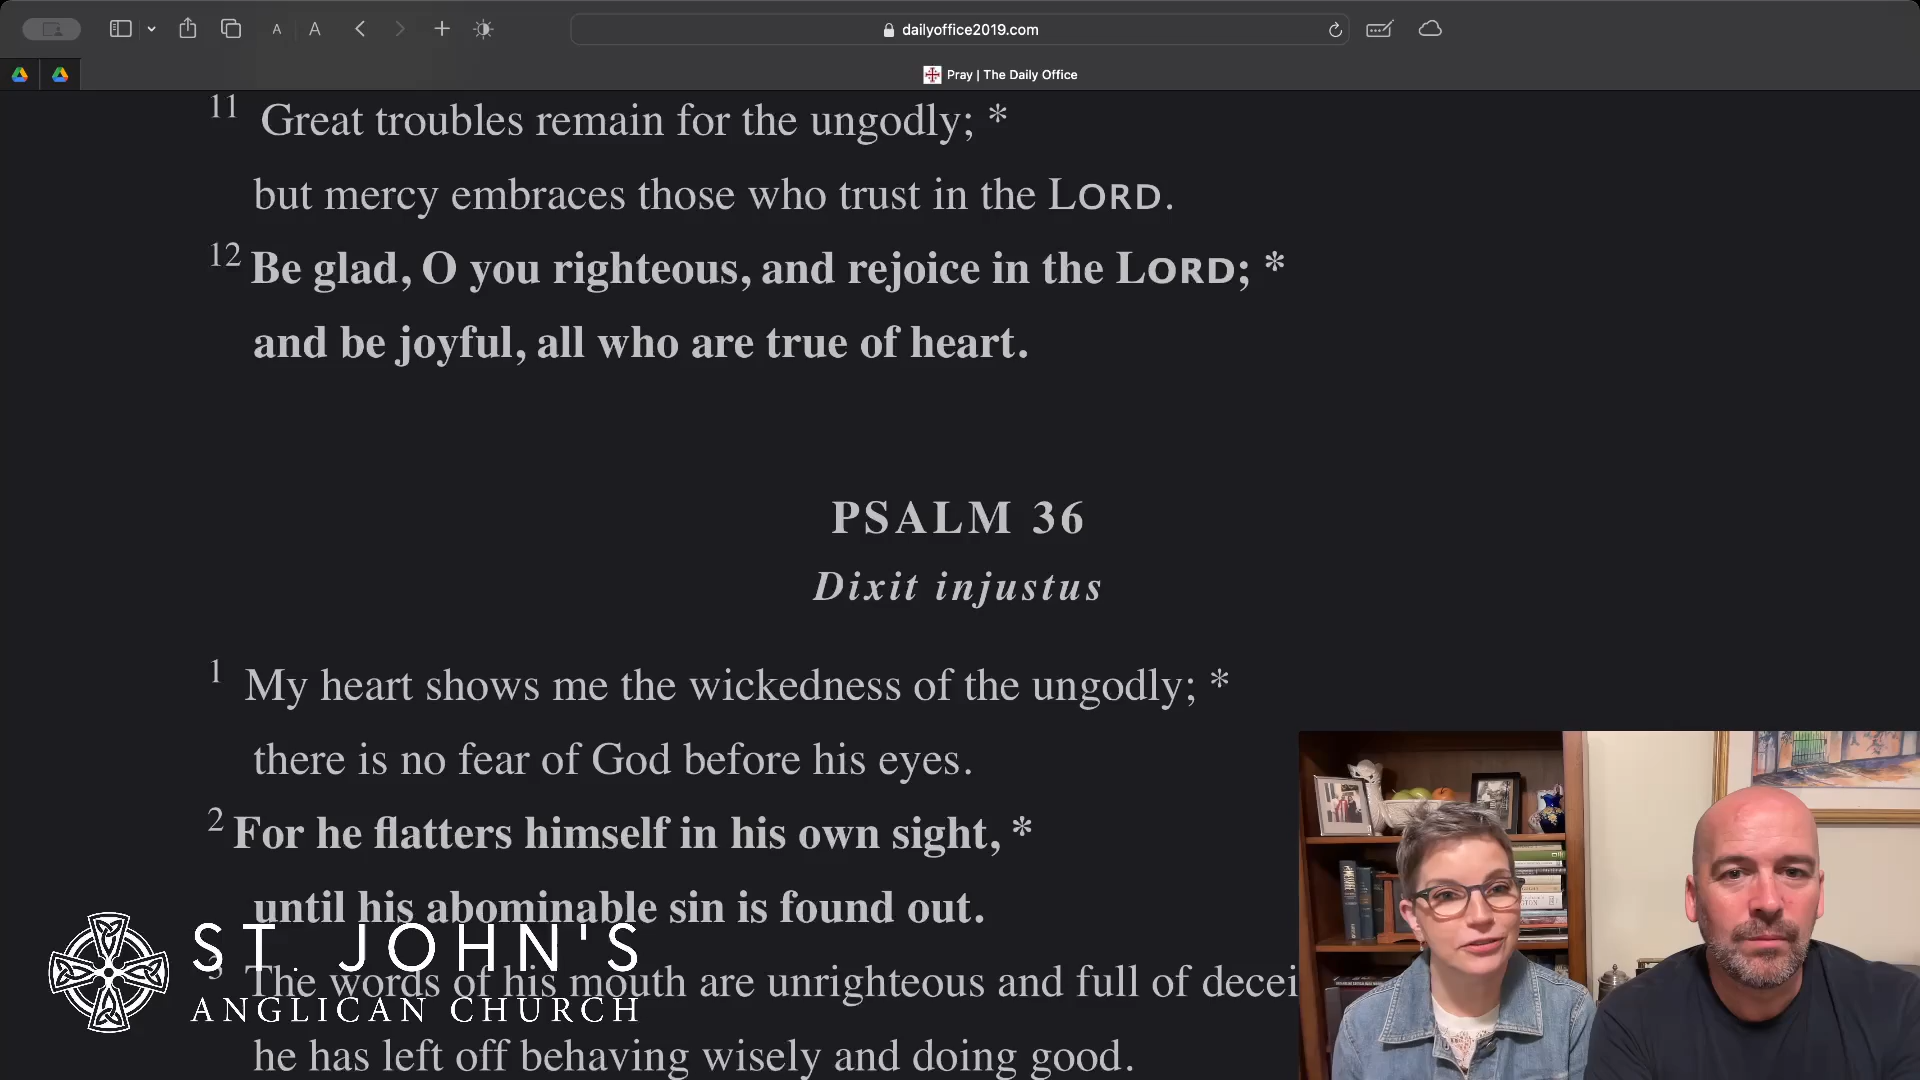 A A dailyoffice2019.com
Pray | The Daily Office
11 Great troubles remain for the ungodly; *
but mercy embraces those who trust in the LORD.
12 Be glad, O you righteous, and rejoice in the LORD; *
and be joyful, all who are true of heart.
PSALM 36
Dixit injustus
1 My heart shows me the wickedness of the ungodly; *
there is no fear of God before his eyes.
2 For he flatters himself in his own sight, *
until his abominable sin is found out.
ST. JOHN'S
3 The words of his mouth are unrighteous and full of decei
ANGLICAN CHURCH
he has left off behaving wisely and doing good.